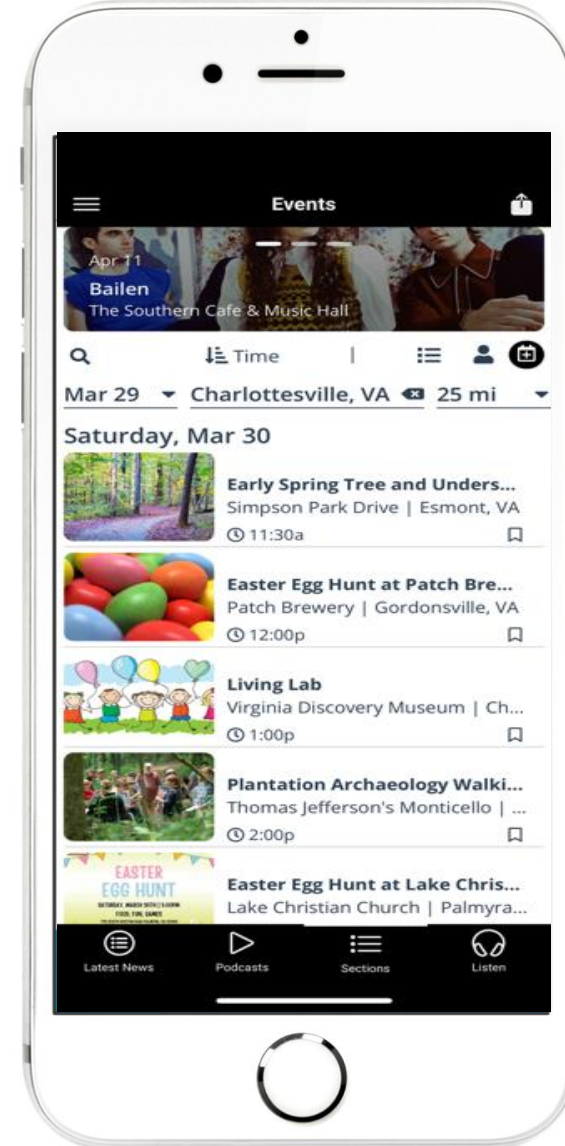 Events
Apr 11
Bailen
The Southern Cafe & Music Hall
Time |
Mar 29 Charlottesville, VA 25 mi
Saturday, Mar 30
Early Spring Tree and Unders...
Simpson Park Drive | Esmont, VA
11:30a
Easter Egg Hunt at Patch Bre...
Patch Brewery | Gordonsville, VA
12:00p
Living Lab
Virginia Discovery Museum | Ch...
1:00p
Plantation Archaeology Walki...
Thomas Jefferson's Monticello | ...
2:00p
EASTER
EGG HUNT
FOOD, FUN, GAMES
Easter Egg Hunt at Lake Chris...
Lake Christian Church | Palmyra...
Latest News Podcasts Sections Listen